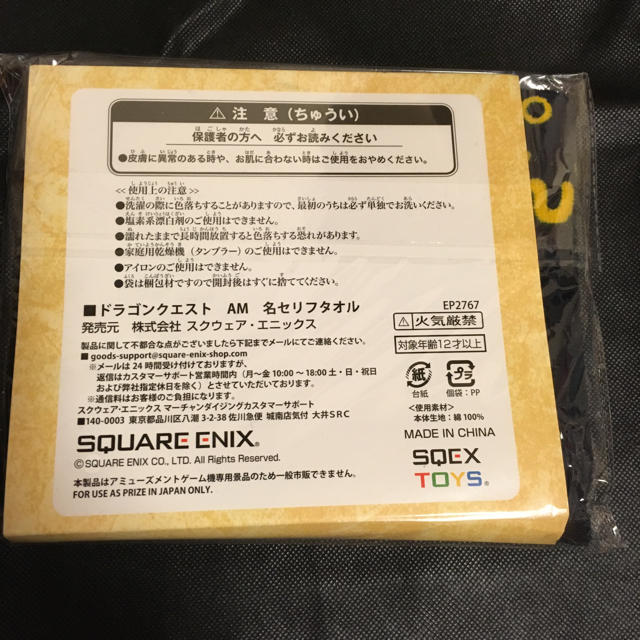 ⚠注 意 (ちゅうい)
保護者の方へ 必ずお読みください
●皮膚に異常のある時や、お肌に合わない時はご使用をおやめください。
≪使用上の注意≫
●洗濯の際に色落ちすることがありますので、最初のうちは必ず単独でお洗いください。
●塩素系漂白剤のご使用はできません。
●濡れたままで長時間放置すると色落ちする恐れがあります。
●家庭用乾燥機(タンブラー)のご使用はできません。
●アイロンのご使用はできません。
●袋は梱包材ですので開封後はすぐに捨ててください。
■ドラゴンクエスト AM 名セリフタオル
EP2767
発売元 株式会社 スクウェア・エニックス
⚠火気厳禁
対象年齢12才以上
製品に関して不都合な点がございましたら下記までメールにてご連絡ください。
■goods-support@square-enix-shop.com
※メールは24時間受け付けておりますが、
返信はカスタマーサポート営業時間内(月~金 10:00~18:00 土・日・祝日
および弊社指定休日を除く)とさせていただいております。
※通信料はお客様のご負担になります。
スクウェア・エニックス マーチャンダイジングカスタマーサポート
■140-0003 東京都品川区八潮 3-2-38 佐川急便 城南店気付 大井SRC
紙
台紙
プラ
個袋:PP
<使用素材>
本体生地:綿 100%
MADE IN CHINA
SQUARE ENIX®
© SQUARE ENIX CO., LTD. All Rights Reserved.
SQEX
TOYS®
本製品はアミューズメントゲーム機専用景品のため一般市販できません。
FOR USE AS PRIZE IN JAPAN ONLY.